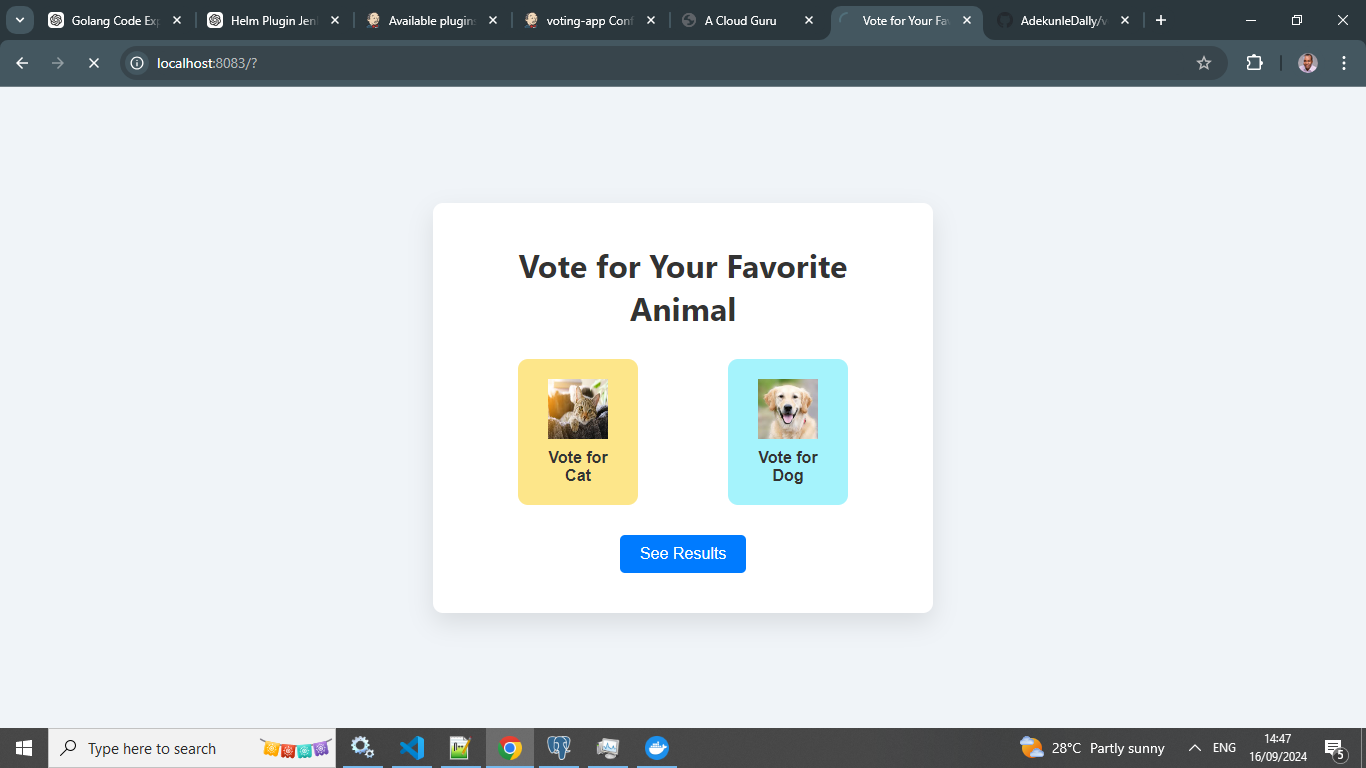 Golang Code Exp
Helm Plugin Jenk
Available plugins
voting-app Conf
A Cloud Guru
Vote for Your Fav
AdekunleDally/v
localhost:8083/?
Vote for Your Favorite
Animal
Vote for
Cat
Vote for
Dog
See Results
Type here to search
28°C Partly sunny
ENG
14:47
16/09/2024
5